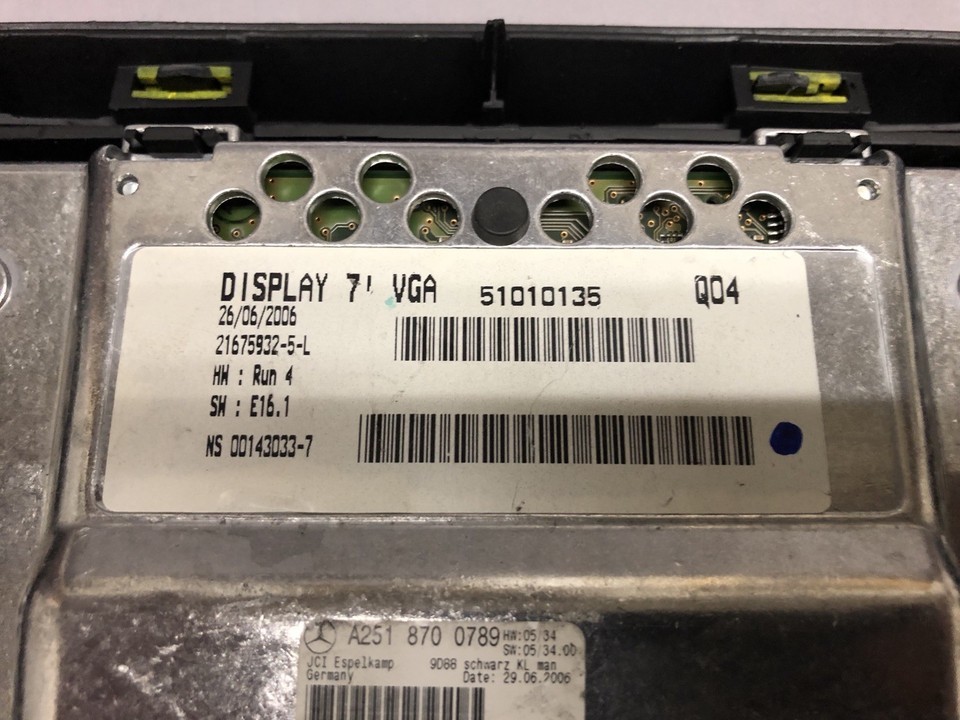 DISPLAY 7' VGA 51010135 Q04
26/06/2006
21675932-5-L
HW : Run 4
SW : E16.1
NS 00143033-7
A251 870 0789 HW:05/34
SW:05/34.00
JCI Espelkamp 9D88 schwarz KL man
Germany Date: 29.06.2006